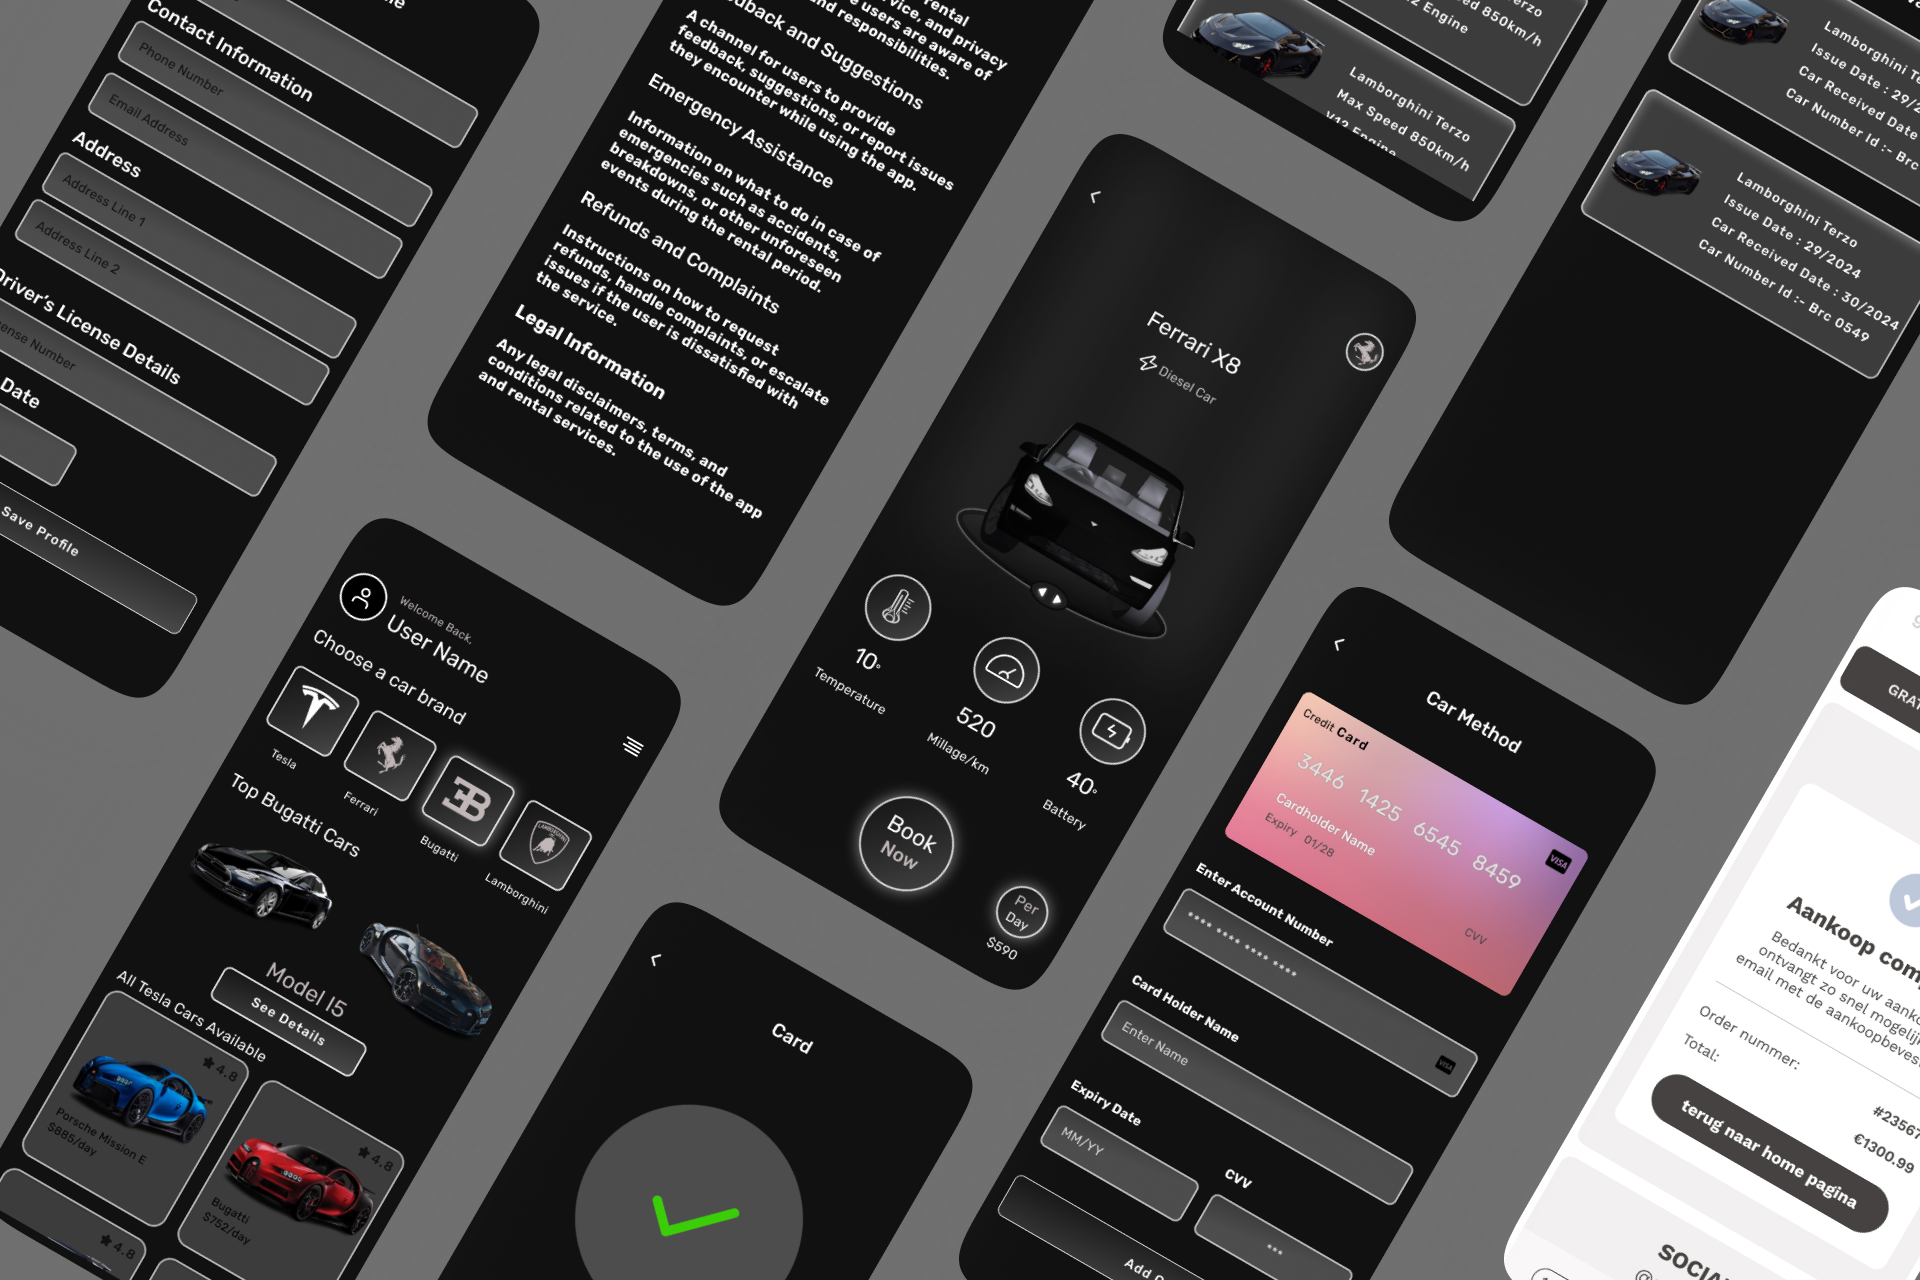 Contact Information
Phone Number
Email Address
Address
Address Line 1
Address Line 2
Driver's License Details
Number
Date
Save Profile
rental
and privacy
users are aware of
and responsibilities.
and Suggestions
A channel for users to provide
feedback, suggestions, or report issues
they encounter while using the app.
Emergency Assistance
Information on what to do in case of
emergencies such as accidents,
breakdowns, or other unforeseen
events during the rental period.
Refunds and Complaints
Instructions on how to request
refunds, handle complaints, or escalate
issues if the user is dissatisfied with
the service.
Legal Information
Any legal disclaimers, terms, and
conditions related to the use of the app
and rental services.
Terzo
Speed 850km/h
Engine
Lamborghini Terzo
Max Speed 850km/h
V12 Engine
Lamborghini
Issue Date : 29/2
Car Received Date
Car Number Id :- Brc
Lamborghini Terzo
Issue Date : 29/2024
Car Received Date : 30/2024
Car Number Id :- Brc 0549
Ferrari X8
Diesel Car
10°
Temperature
520
Millage/km
40°
Battery
Book
Now
Per
Day
$590
Welcome Back,
User Name
Choose a car brand
Tesla
Ferrari
Bugatti
LAMBORGHINI
Lamborghini
Top Bugatti Cars
Model I5
See Details
All Tesla Cars Available
4.8
Porsche Mission E
$885/day
4.8
Bugatti
$752/day
4.8
Card
Car Method
Credit Card
3446 1425 6545 8459
VISA
Cardholder Name
Expiry 01/28
CVV
Enter Account Number
**** **** **** ****
VISA
Card Holder Name
Enter Name
Expiry Date
MM/YY
CVV
***
Add
GRAT
Aankoop com
Bedankt voor uw aank
ontvangt zo snel mogelij
email met de aankoopbeves
Order nummer:
#23567
Total:
€1300.99
terug naar home pagina
SOCIA
@